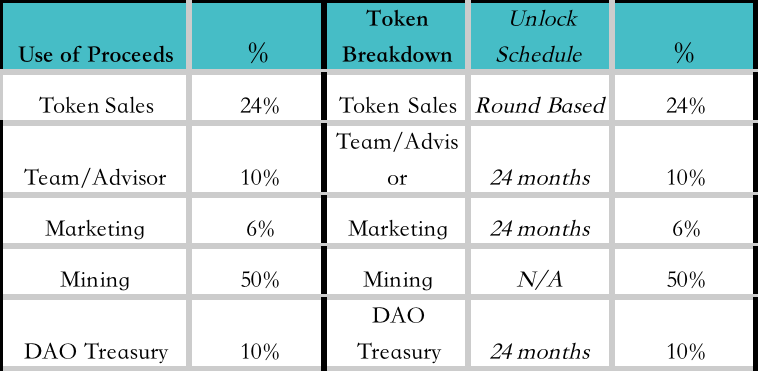 Use of Proceeds % Token Breakdown Unlock Schedule %
Token Sales 24% Token Sales Round Based 24%
Team/Advisor 10% Team/Advis or 24 months 10%
Marketing 6% Marketing 24 months 6%
Mining 50% Mining N/A 50%
DAO Treasury 10% DAO Treasury 24 months 10%